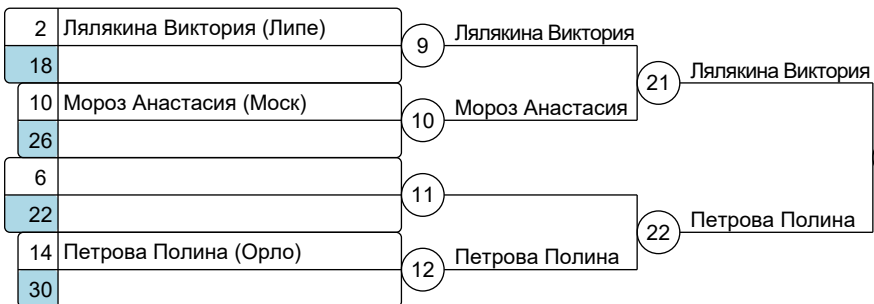 2 Лялякина Виктория (Липе)
9 Лялякина Виктория
18
21 Лялякина Виктория
10 Мороз Анастасия (Моск)
10 Мороз Анастасия
26
6
11
22
22 Петрова Полина
14 Петрова Полина (Орло)
12 Петрова Полина
30